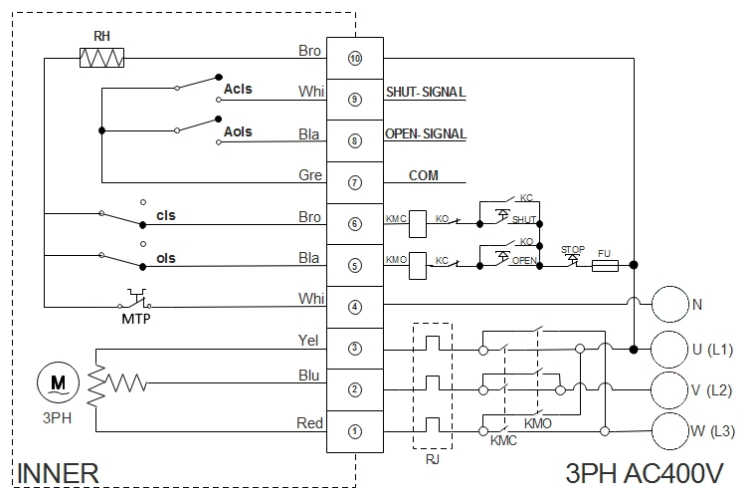 RH
Bro
10
Acls
Whi
9
SHUT-SIGNAL
Aols
Bla
8
OPEN-SIGNAL
Gre
7
COM
cls
Bro
6
KMC
KO
KC
SHUT
ols
Bla
5
KMO
KC
KO
OPEN
STOP
FU
MTP
Whi
4
N
Yel
3
U (L1)
M
3PH
Blu
2
V (L2)
Red
1
RJ
KMC
KMO
W (L3)
INNER
3PH AC400V